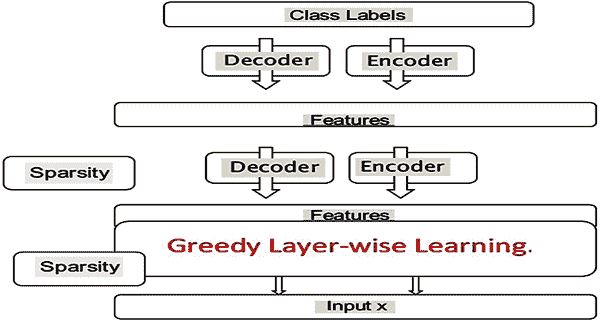 Class Labels
Decoder Encoder
Features
Decoder Encoder
Sparsity
Features
Greedy Layer-wise Learning.
Sparsity
Input x